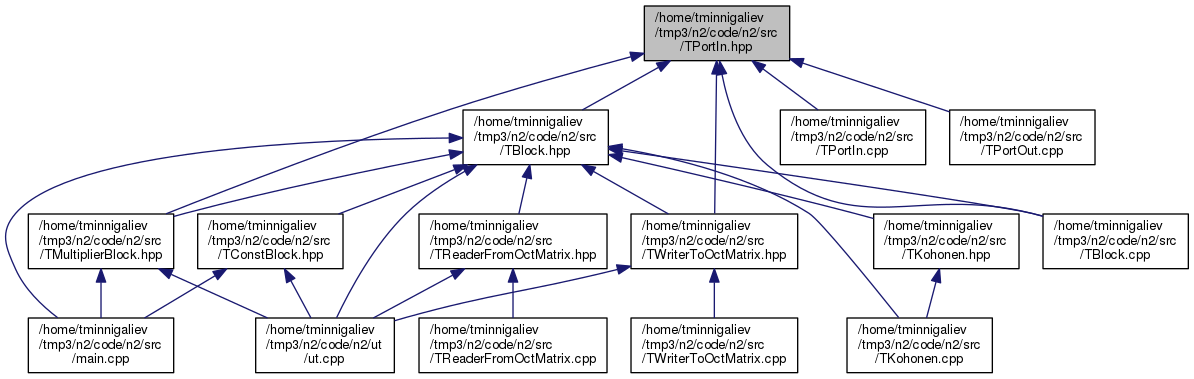 /home/tminnigaliev
/tmp3/n2/code/n2/src
/TPortIn.hpp
/home/tminnigaliev
/tmp3/n2/code/n2/src
/TBlock.hpp
/home/tminnigaliev
/tmp3/n2/code/n2/src
/TPortIn.cpp
/home/tminnigaliev
/tmp3/n2/code/n2/src
/TPortOut.cpp
/home/tminnigaliev
/tmp3/n2/code/n2/src
/TMultiplierBlock.hpp
/home/tminnigaliev
/tmp3/n2/code/n2/src
/TConstBlock.hpp
/home/tminnigaliev
/tmp3/n2/code/n2/src
/TReaderFromOctMatrix.hpp
/home/tminnigaliev
/tmp3/n2/code/n2/src
/TWriterToOctMatrix.hpp
/home/tminnigaliev
/tmp3/n2/code/n2/src
/TKohonen.hpp
/home/tminnigaliev
/tmp3/n2/code/n2/src
/TBlock.cpp
/home/tminnigaliev
/tmp3/n2/code/n2/src
/main.cpp
/home/tminnigaliev
/tmp3/n2/code/n2/ut
/ut.cpp
/home/tminnigaliev
/tmp3/n2/code/n2/src
/TReaderFromOctMatrix.cpp
/home/tminnigaliev
/tmp3/n2/code/n2/src
/TWriterToOctMatrix.cpp
/home/tminnigaliev
/tmp3/n2/code/n2/src
/TKohonen.cpp